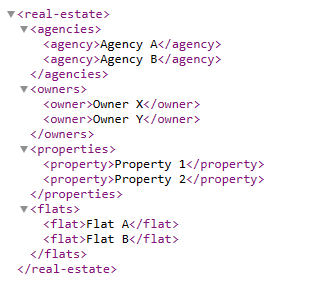 <real-estate>
<agencies>
<agency>Agency A</agency>
<agency>Agency B</agency>
</agencies>
<owners>
<owner>Owner X</owner>
<owner>Owner Y</owner>
</owners>
<properties>
<property>Property 1</property>
<property>Property 2</property>
</properties>
<flats>
<flat>Flat A</flat>
<flat>Flat B</flat>
</flats>
</real-estate>